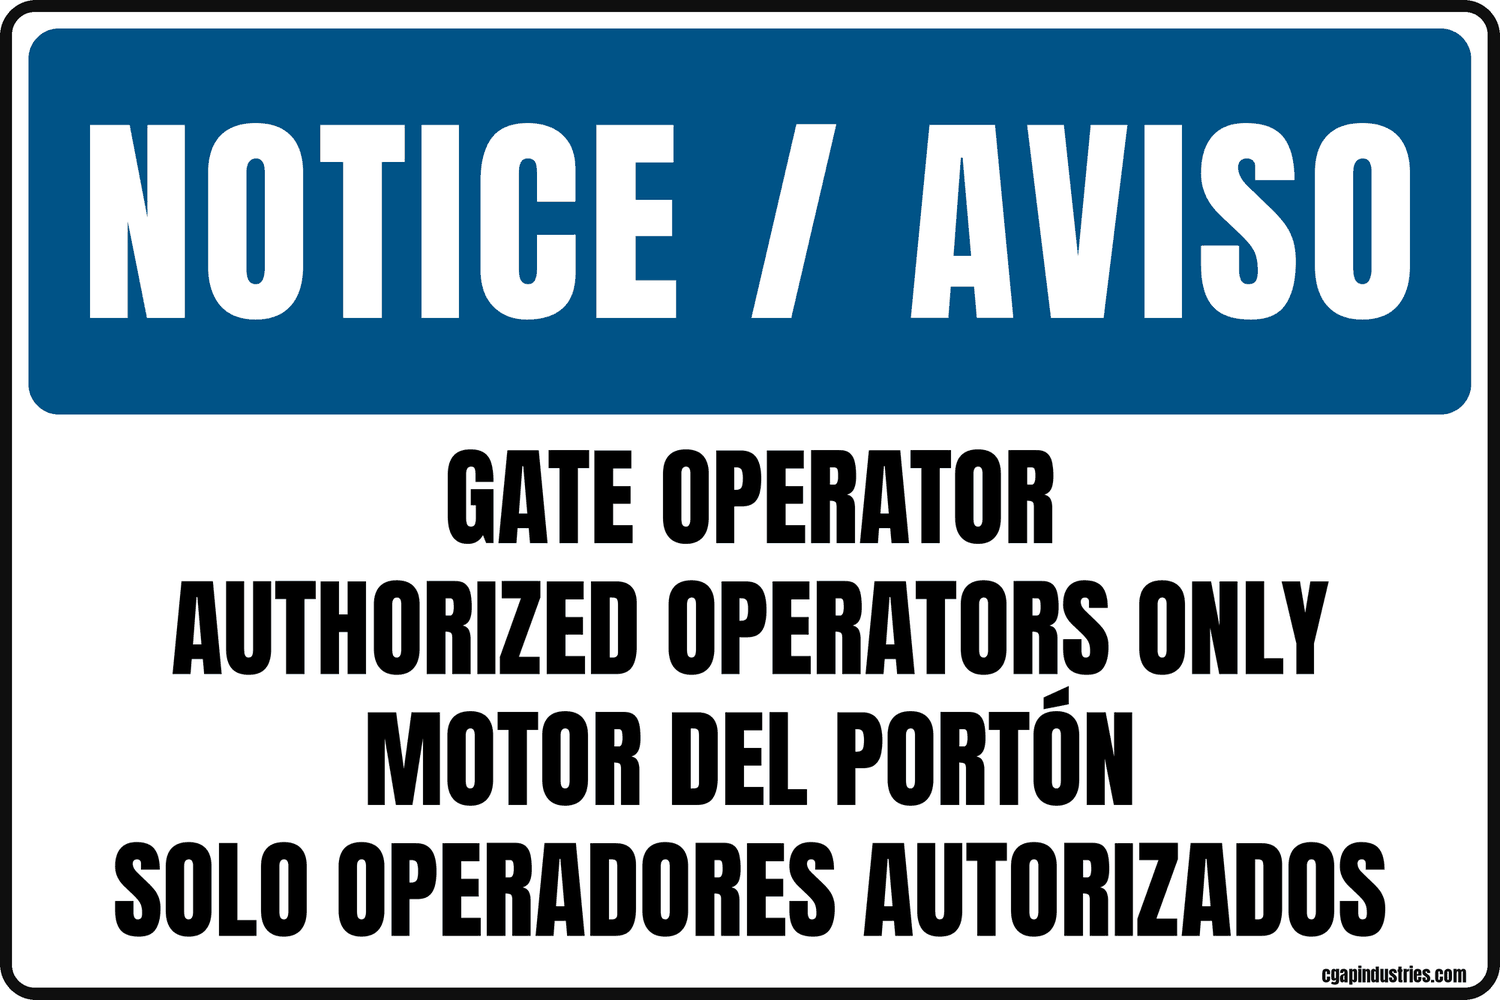 NOTICE / AVISO
GATE OPERATOR
AUTHORIZED OPERATORS ONLY
MOTOR DEL PORTÓN
SOLO OPERADORES AUTORIZADOS
cgapindustries.com